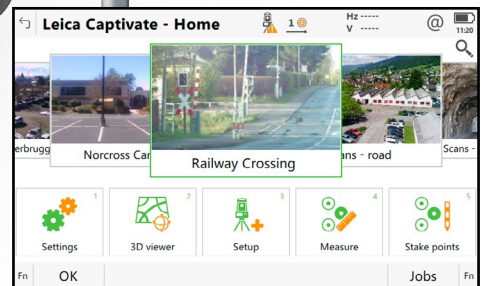 Leica Captivate - Home
1
Hz -----
V -----
@
11:20
erbrugg
Norcross Car
Railway Crossing
ans - road
Scans -
1
2
3
4
5
Settings
3D viewer
Setup
Measure
Stake points
Fn
OK
Jobs
Fn